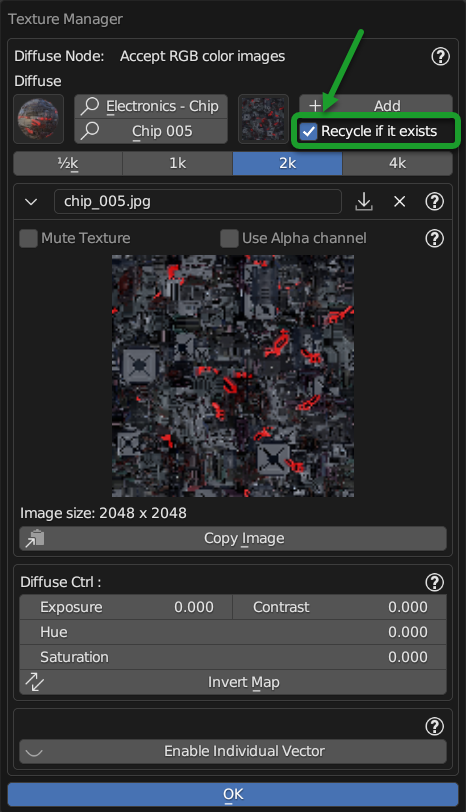 Texture Manager
Diffuse Node: Accept RGB color images ?
Diffuse
Electronics - Chip + Add
Chip 005 Recycle if it exists
½k 1k 2k 4k
chip_005.jpg ?
Mute Texture Use Alpha channel ?
Image size: 2048 x 2048
Copy Image
Diffuse Ctrl : ?
Exposure 0.000 Contrast 0.000
Hue 0.000
Saturation 0.000
Invert Map
?
Enable Individual Vector
OK